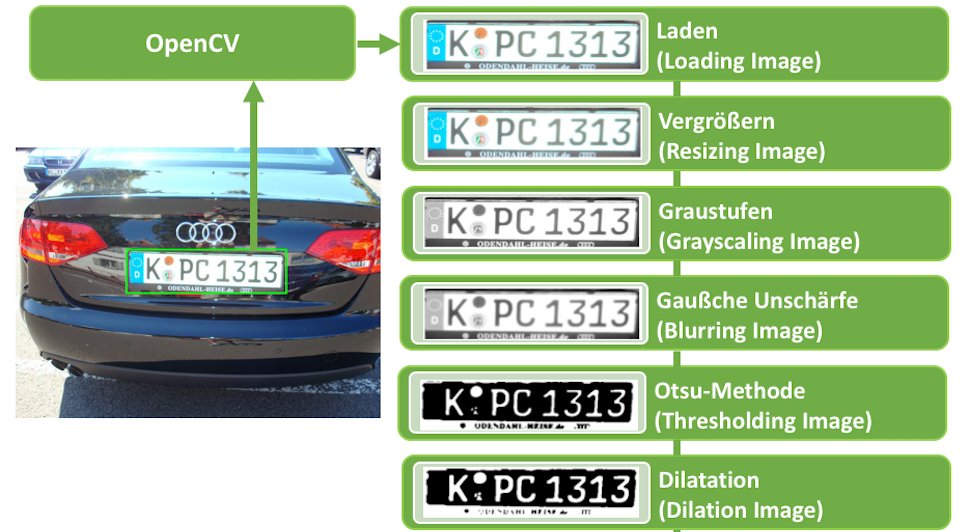 OpenCV
K PC 1313
D
ODENDAHL-HEISE.de
Laden
(Loading Image)
K PC 1313
D
ODENDAHL-HEISE.de
Vergrößern
(Resizing Image)
K PC 1313
D
ODENDAHL-HEISE.de
Graustufen
(Grayscaling Image)
K PC 1313
D
ODENDAHL-HEISE.de
Gaußche Unschärfe
(Blurring Image)
K PC 1313
D
ODENDAHL-HEISE.de
K PC 1313
ODENDAHL-HEISE.de
Otsu-Methode
(Thresholding Image)
K PC 1313
Dilatation
(Dilation Image)